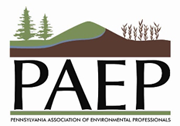 PAEP
PENNSYLVANIA ASSOCIATION OF ENVIRONMENTAL PROFESSIONALS